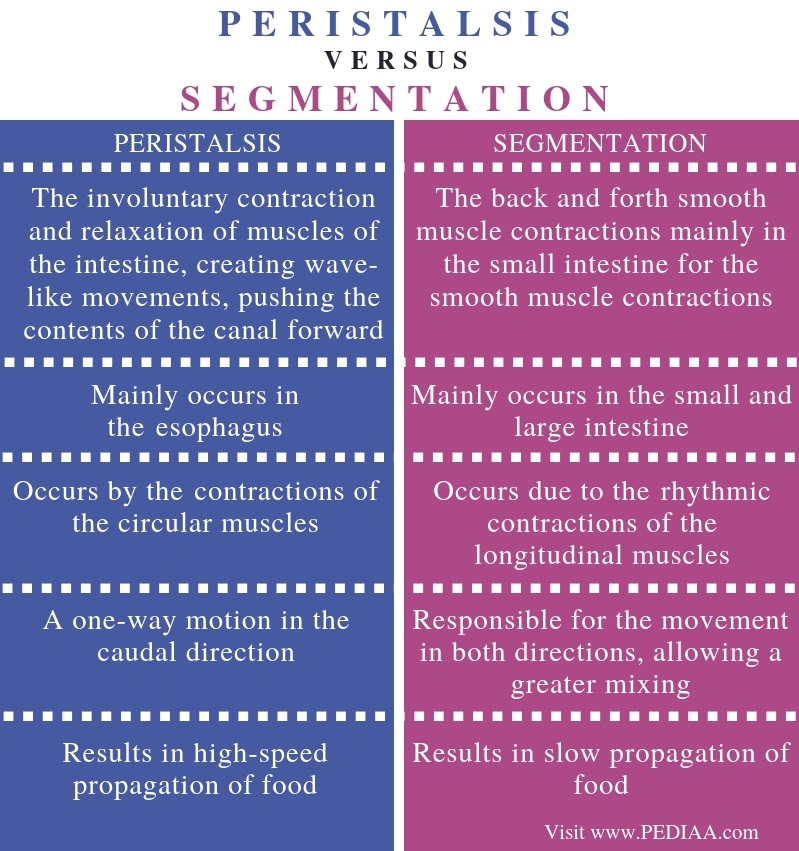 PERISTALSIS
VERSUS
SEGMENTATION
PERISTALSIS
The involuntary contraction
and relaxation of muscles of
the intestine, creating wave-
like movements, pushing the
contents of the canal forward
Mainly occurs in
the esophagus
Occurs by the contractions of
the circular muscles
A one-way motion in the
caudal direction
Results in high-speed
propagation of food
SEGMENTATION
The back and forth smooth
muscle contractions mainly in
the small intestine for the
smooth muscle contractions
Mainly occurs in the small and
large intestine
Occurs due to the rhythmic
contractions of the
longitudinal muscles
Responsible for the movement
in both directions, allowing a
greater mixing
Results in slow propagation of
food
Visit www.PEDIAA.com